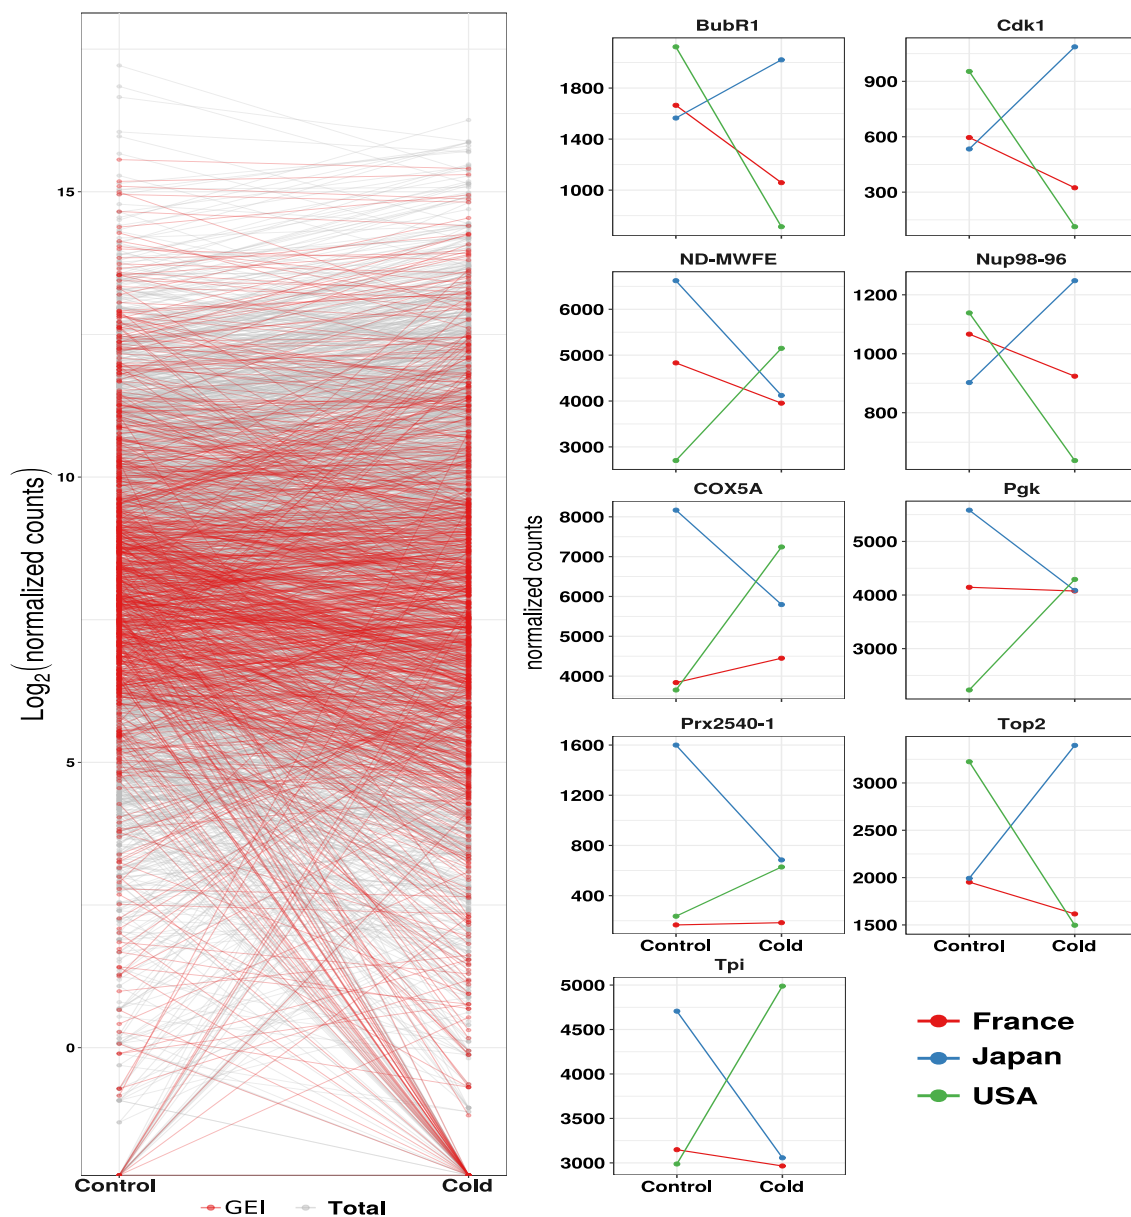 Log2(normalized counts)
15
10
5
0
Control
Cold
GEI
Total
normalized counts
BubR1
1800
1400
1000
Cdk1
900
600
300
ND-MWFE
6000
5000
4000
3000
Nup98-96
1200
1000
800
COX5A
8000
7000
6000
5000
4000
Pgk
5000
4000
3000
Prx2540-1
1600
1200
800
400
Control
Cold
Top2
3000
2500
2000
1500
Control
Cold
Tpi
5000
4500
4000
3500
3000
Control
Cold
France
Japan
USA